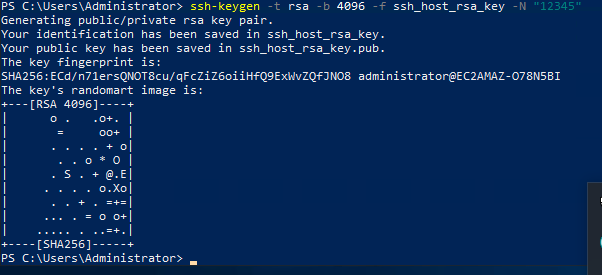 PS C:\Users\Administrator> ssh-keygen -t rsa -b 4096 -f ssh_host_rsa_key -N "12345"
Generating public/private rsa key pair.
Your identification has been saved in ssh_host_rsa_key.
Your public key has been saved in ssh_host_rsa_key.pub.
The key fingerprint is:
SHA256:ECd/n71ersQNOT8cu/qFcZiZ6oiiHfQ9ExWvZQfJNO8 administrator@EC2AMAZ-O78N5BI
The key's randomart image is:
+---[RSA 4096]----+
|      o .   .o+. |
|       =     oo+ |
|      . . . . + o|
|       . . o * O |
|      . S . + @.E|
|     . . . . o.Xo|
|      . . + . =+=|
|     ... . = o o+|
|    ..... . ..=+.|
+----[SHA256]-----+
PS C:\Users\Administrator>